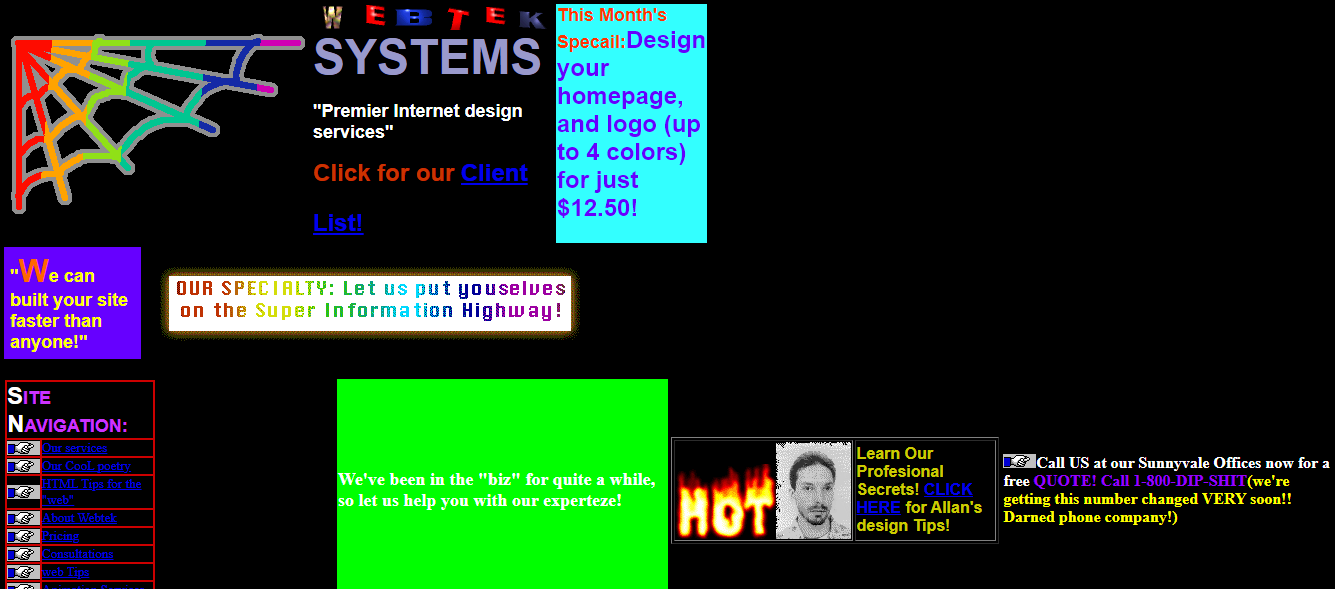 WEBTEK
SYSTEMS
"Premier Internet design
services"
Click for our Client
List!
This Month's
Specail:Design
your
homepage,
and logo (up
to 4 colors)
for just
$12.50!
"We can
built your site
faster than
anyone!"
OUR SPECIALTY: Let us put youselves
on the Super Information Highway!
SITE
NAVIGATION:
Our services
Our CooL poetry
HTML Tips for the
"web"
About Webtek
Pricing
Consultations
web Tips
We've been in the "biz" for quite a while,
so let us help you with our experteze!
HOT
Learn Our
Profesional
Secrets! CLICK
HERE for Allan's
design Tips!
Call US at our Sunnyvale Offices now for a
free QUOTE! Call 1-800-DIP-SHIT(we're
getting this number changed VERY soon!!
Darned phone company!)